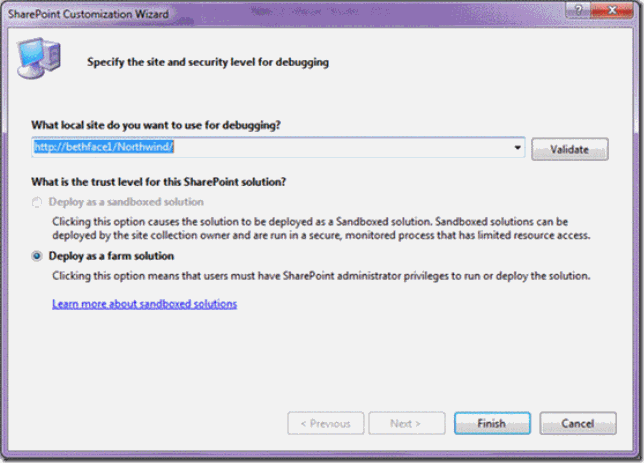 SharePoint Customization Wizard
Specify the site and security level for debugging
What local site do you want to use for debugging?
http://bethface1/Northwind/
Validate
What is the trust level for this SharePoint solution?
Deploy as a sandboxed solution
Clicking this option causes the solution to be deployed as a Sandboxed solution. Sandboxed solutions can be
deployed by the site collection owner and are run in a secure, monitored process that has limited resource access.
Deploy as a farm solution
Clicking this option means that users must have SharePoint administrator privileges to run or deploy the solution.
Learn more about sandboxed solutions
< Previous
Next >
Finish
Cancel